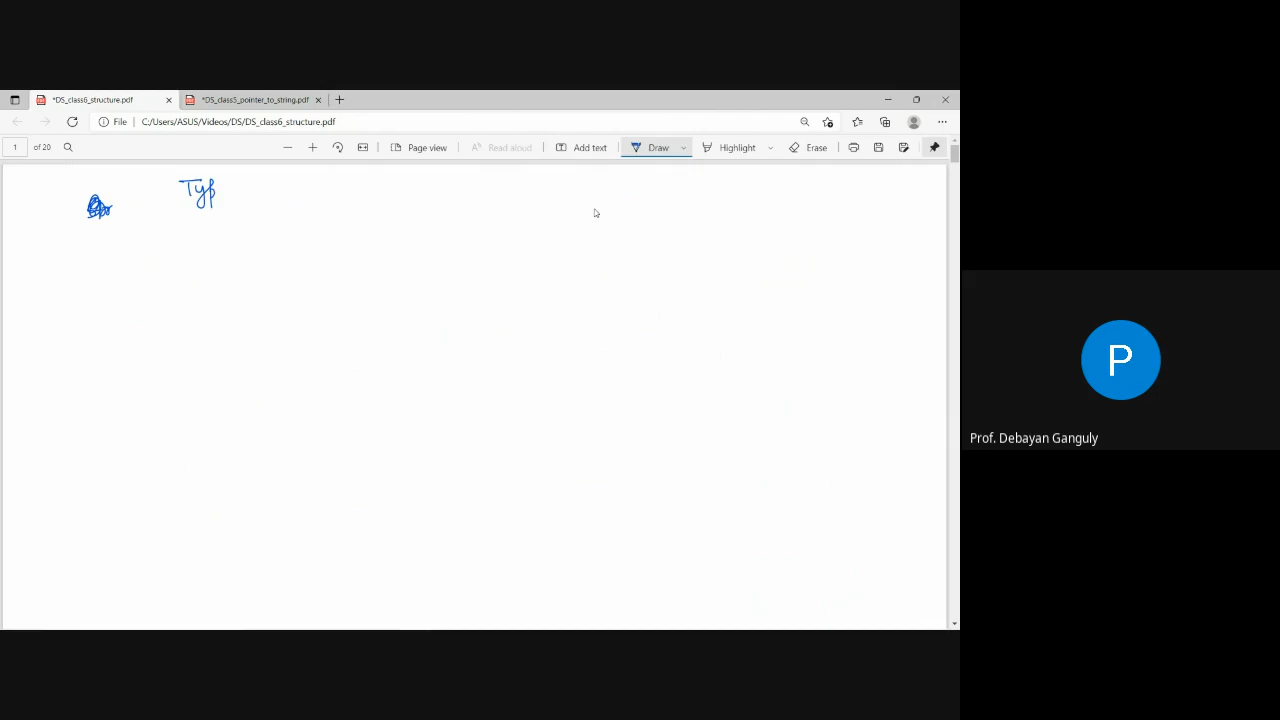 *DS_class6_structure.pdf *DS_class5_pointer_to_string.pdf
File C:/Users/ASUS/Videos/DS/DS_class6_structure.pdf
1 of 20 Page view Read aloud Add text Draw Highlight Erase
Typ
P
Prof. Debayan Ganguly